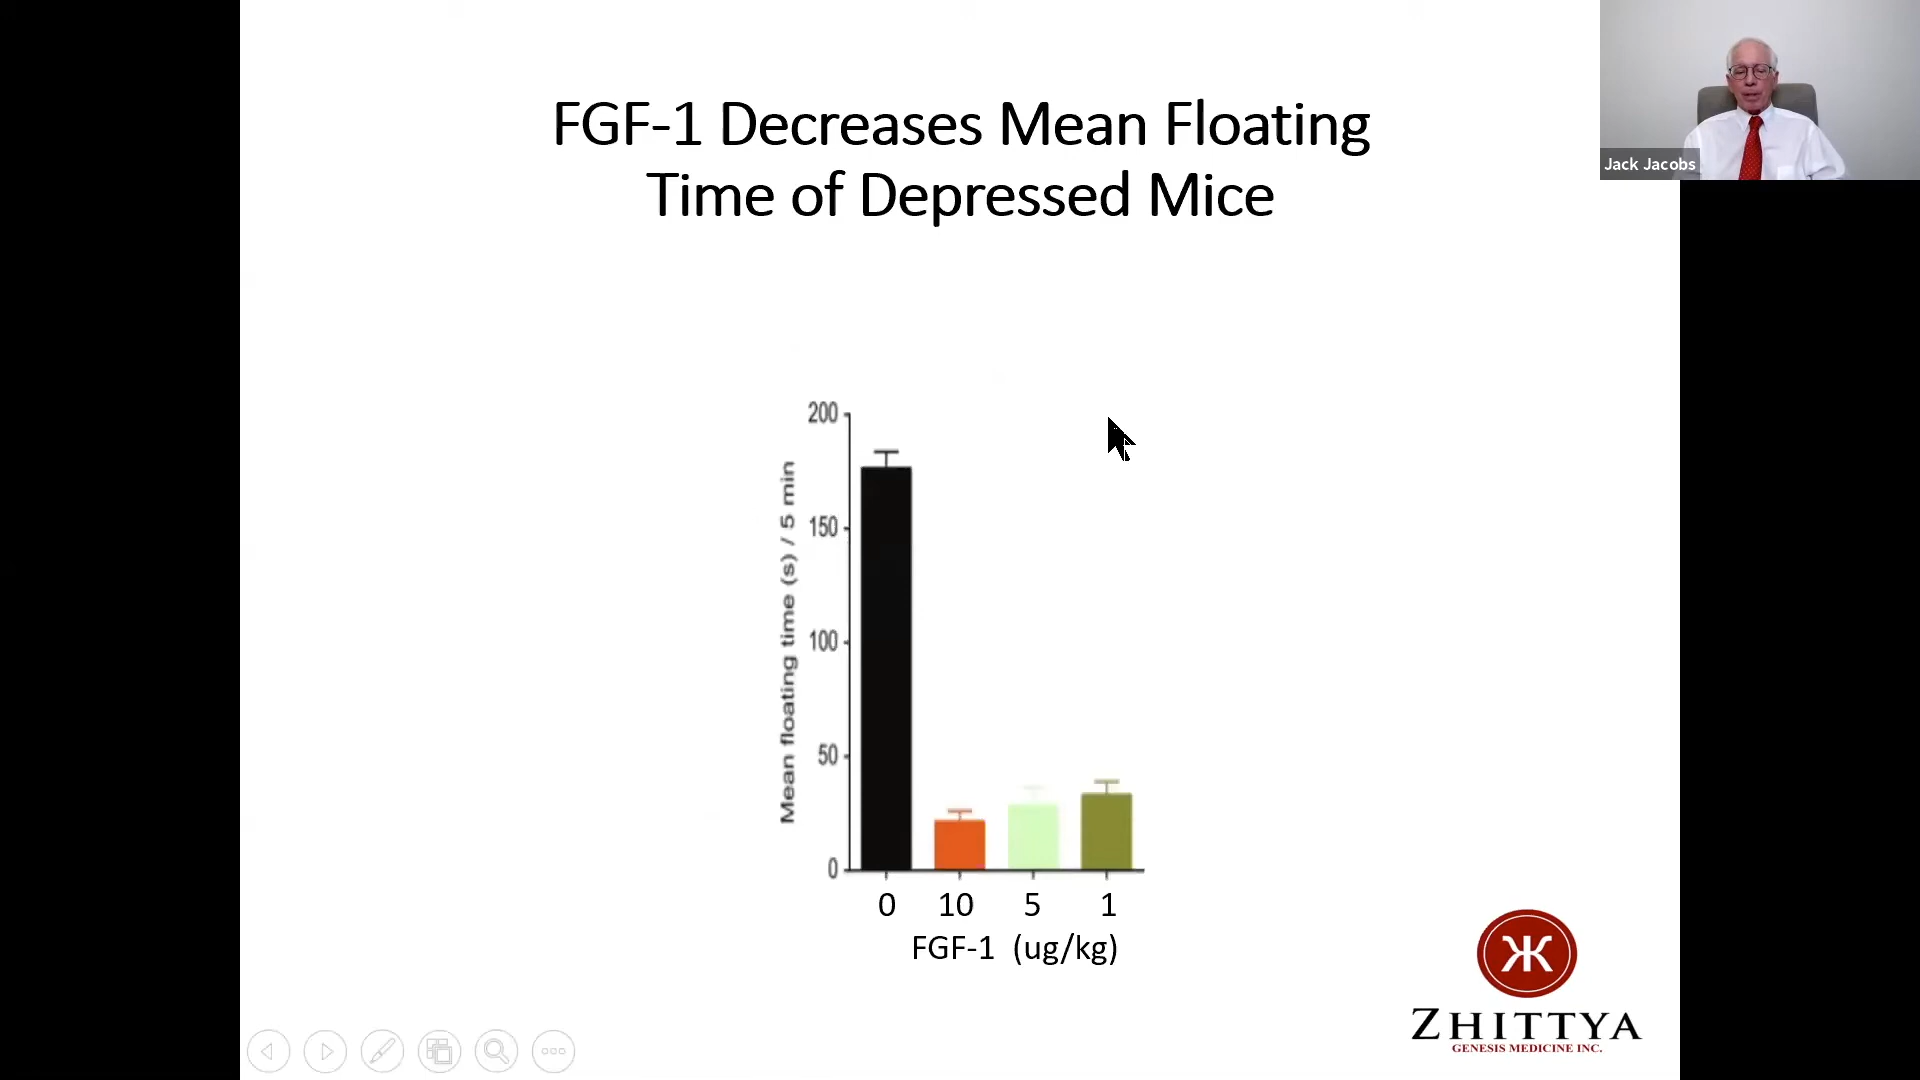 FGF-1 Decreases Mean Floating
Time of Depressed Mice
Jack Jacobs
Mean floating time (s) / 5 min
200
150
100
50
0
0 10 5 1
FGF-1 (ug/kg)
ZHITTYA
GENESIS MEDICINE INC.